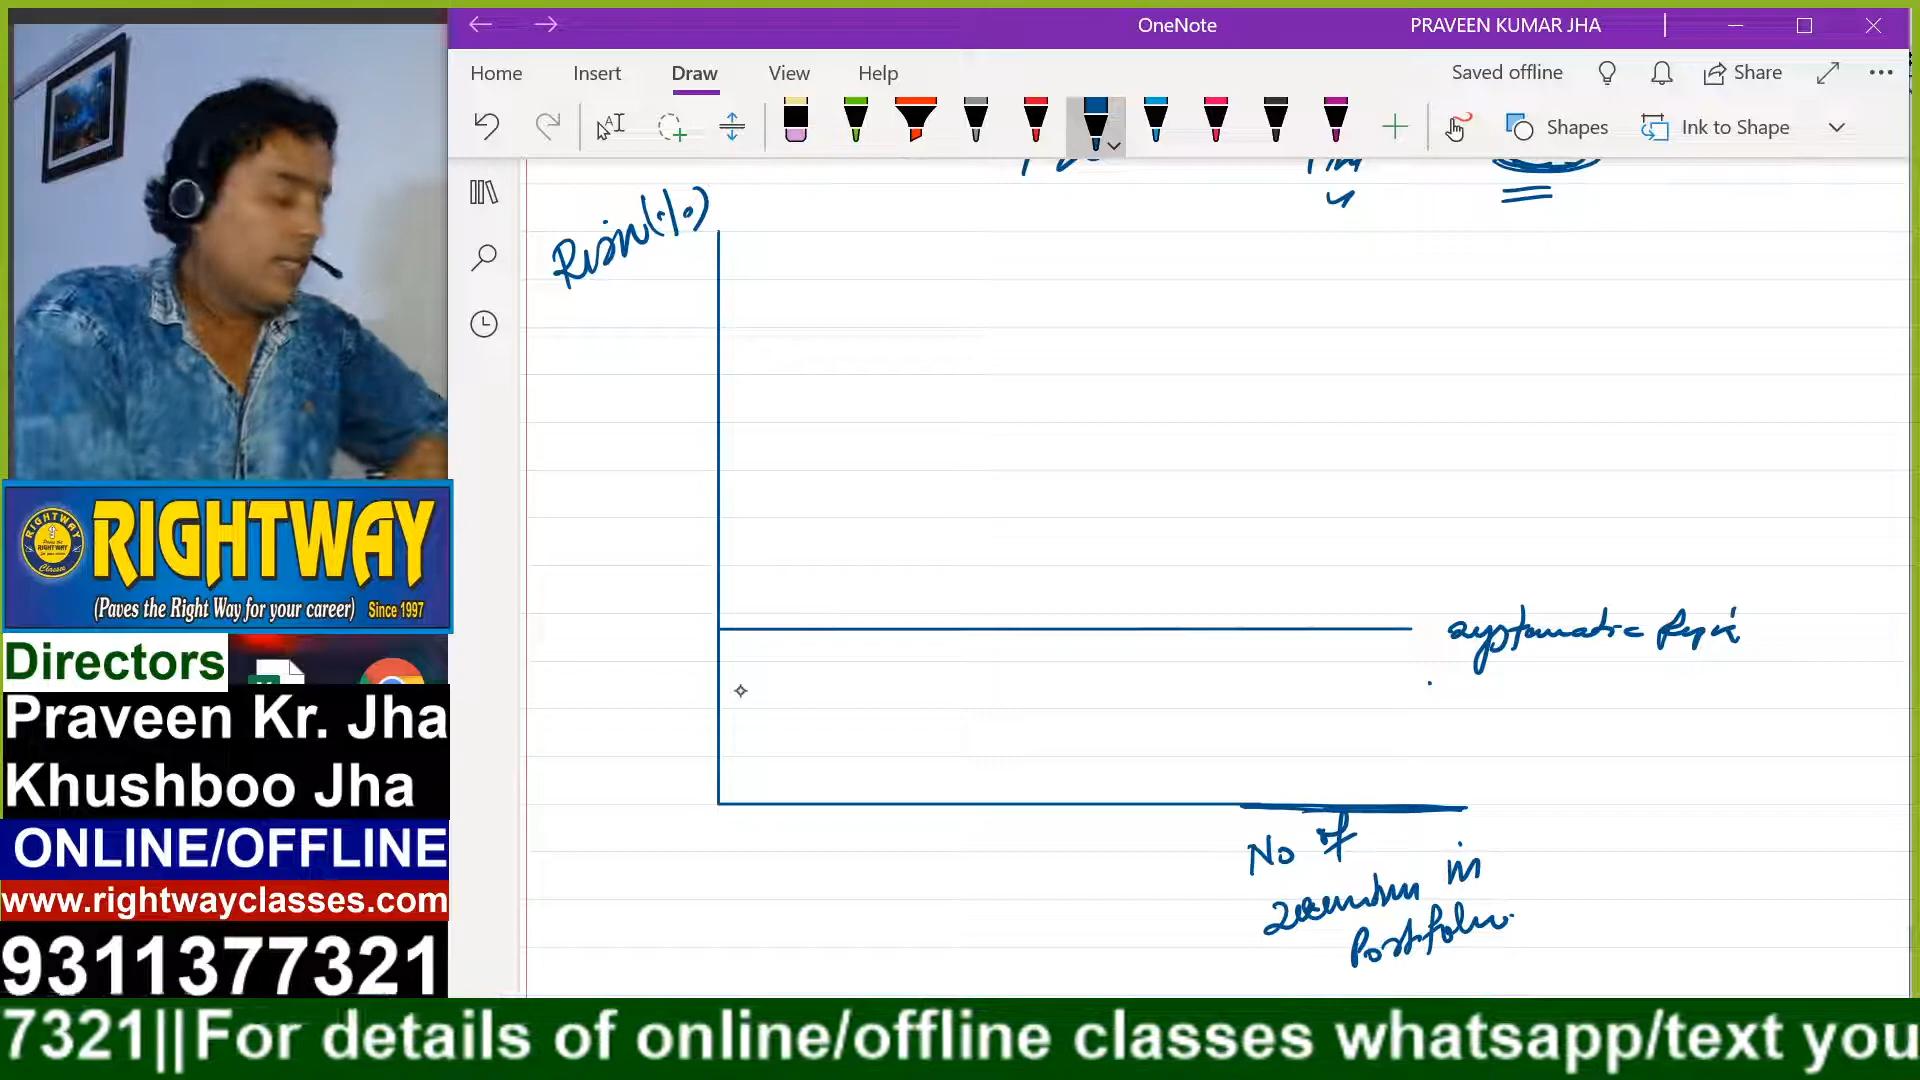 OneNote
PRAVEEN KUMAR JHA
Home Insert Draw View Help
Saved offline
Share
Shapes
Ink to Shape
Risk(%)
systematic Risk
No of
in
Portfolio
RIGHTWAY
Classes
RIGHTWAY
(Paves the Right Way for your career) Since 1997
Directors
Praveen Kr. Jha
Khushboo Jha
ONLINE/OFFLINE
www.rightwayclasses.com
9311377321
7321||For details of online/offline classes whatsapp/text you